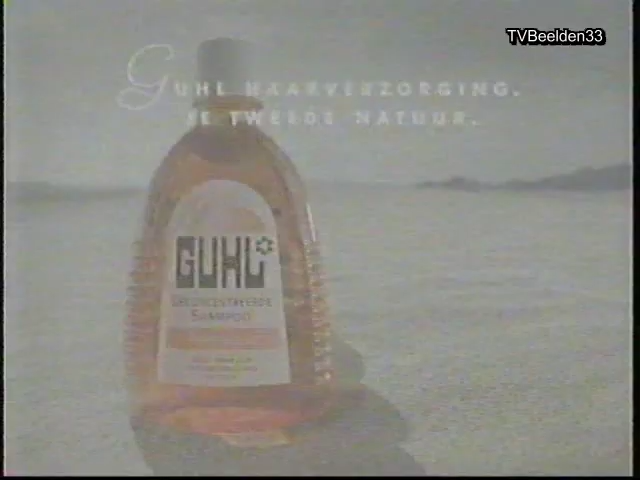 TVBeelden33
GUHL HAARVERZORGING.
JE TWEEDE NATUUR.
GUHL
GECONCENTREERDE
SHAMPOO